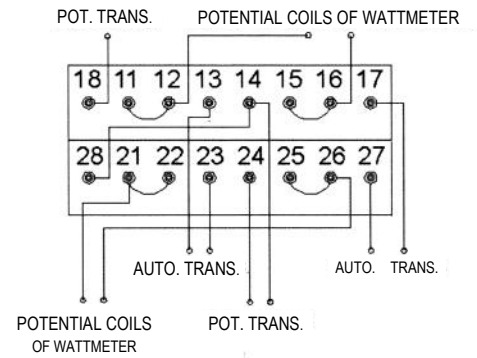 POT. TRANS. POTENTIAL COILS OF WATTMETER
18 11 12 13 14 15 16 17
28 21 22 23 24 25 26 27
AUTO. TRANS. AUTO. TRANS.
POTENTIAL COILS POT. TRANS.
OF WATTMETER